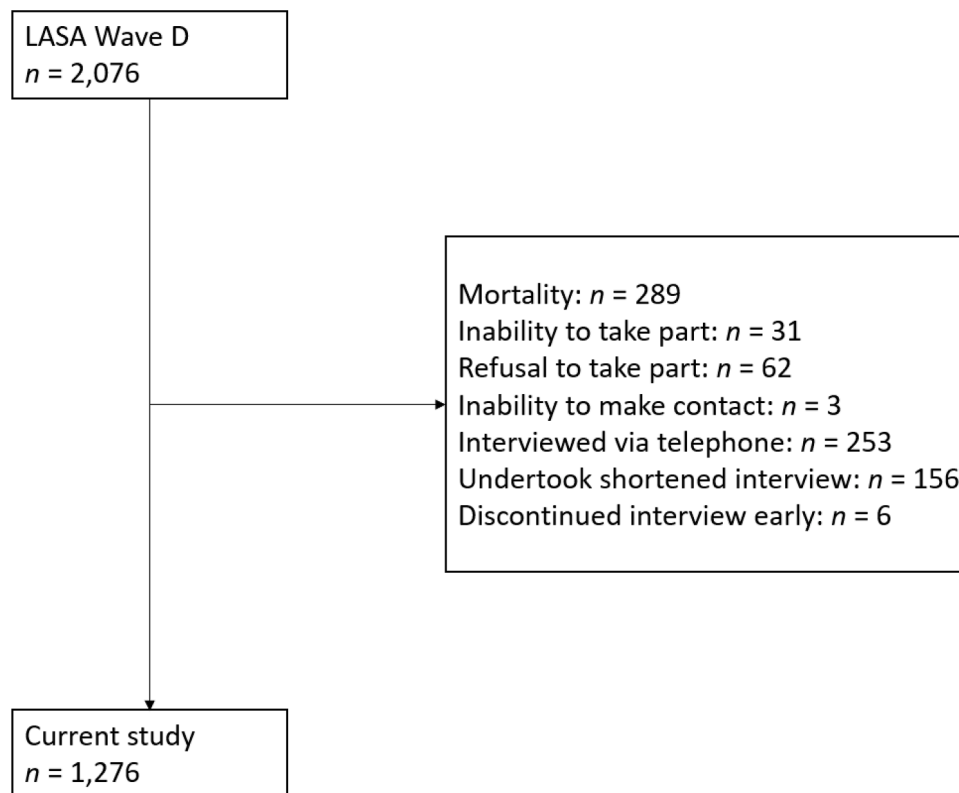 LASA Wave D
n = 2,076
Mortality: n = 289
Inability to take part: n = 31
Refusal to take part: n = 62
Inability to make contact: n = 3
Interviewed via telephone: n = 253
Undertook shortened interview: n = 156
Discontinued interview early: n = 6
Current study
n = 1,276